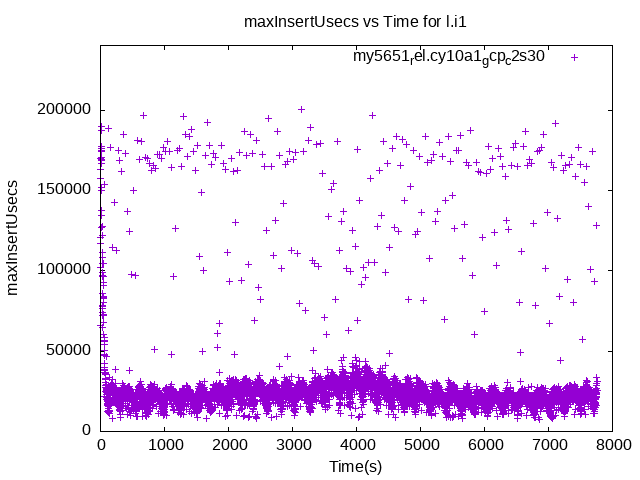 maxInsertUsecs vs Time for l.i1
my5651rel.cy10a1gcpc2s30
200000
150000
100000
50000
0
maxInsertUsecs
0 1000 2000 3000 4000 5000 6000 7000 8000
Time(s)